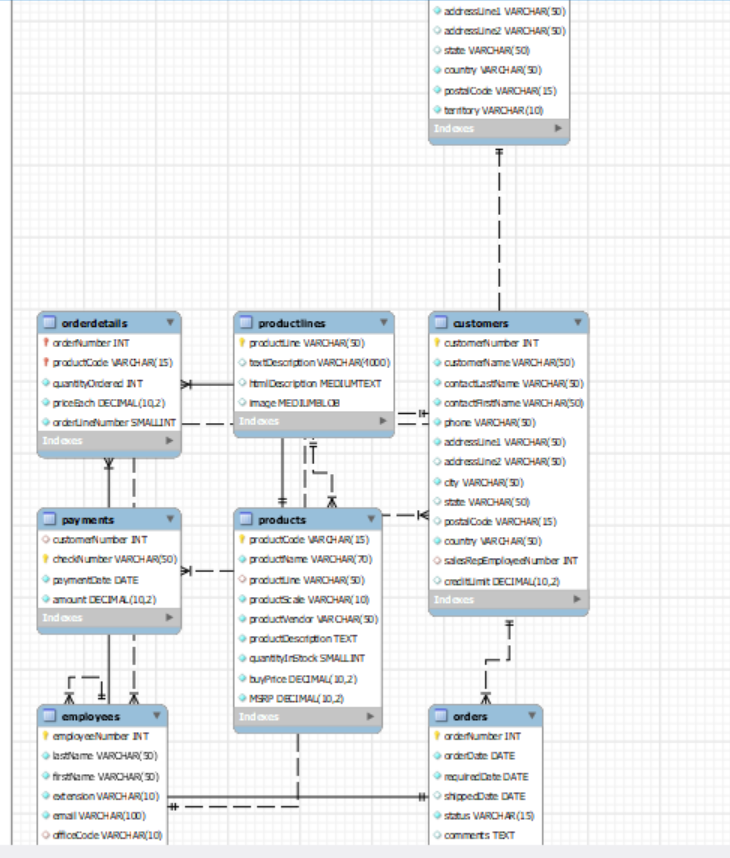 addressLine1 VARCHAR(50)
addressLine2 VARCHAR(50)
state VARCHAR(50)
country VARCHAR(50)
postalCode VARCHAR(15)
territory VARCHAR(10)
Indexes
orderdetails
orderNumber INT
productCode VARCHAR(15)
quantityOrdered INT
priceEach DECIMAL(10,2)
orderLineNumber SMALLINT
Indexes
productlines
productLine VARCHAR(50)
textDescription VARCHAR(4000)
htmlDescription MEDIUMTEXT
image MEDIUMBLOB
Indexes
customers
customerNumber INT
customerName VARCHAR(50)
contactLastName VARCHAR(50)
contactFirstName VARCHAR(50)
phone VARCHAR(50)
addressLine1 VARCHAR(50)
addressLine2 VARCHAR(50)
city VARCHAR(50)
state VARCHAR(50)
postalCode VARCHAR(15)
country VARCHAR(50)
salesRepEmployeeNumber INT
creditLimit DECIMAL(10,2)
Indexes
payments
customerNumber INT
checkNumber VARCHAR(50)
paymentDate DATE
amount DECIMAL(10,2)
Indexes
products
productCode VARCHAR(15)
productName VARCHAR(70)
productLine VARCHAR(50)
productScale VARCHAR(10)
productVendor VARCHAR(50)
productDescription TEXT
quantityInStock SMALLINT
buyPrice DECIMAL(10,2)
MSRP DECIMAL(10,2)
Indexes
employees
employeeNumber INT
lastName VARCHAR(50)
firstName VARCHAR(50)
extension VARCHAR(10)
email VARCHAR(100)
officeCode VARCHAR(10)
orders
orderNumber INT
orderDate DATE
requiredDate DATE
shippedDate DATE
status VARCHAR(15)
comments TEXT